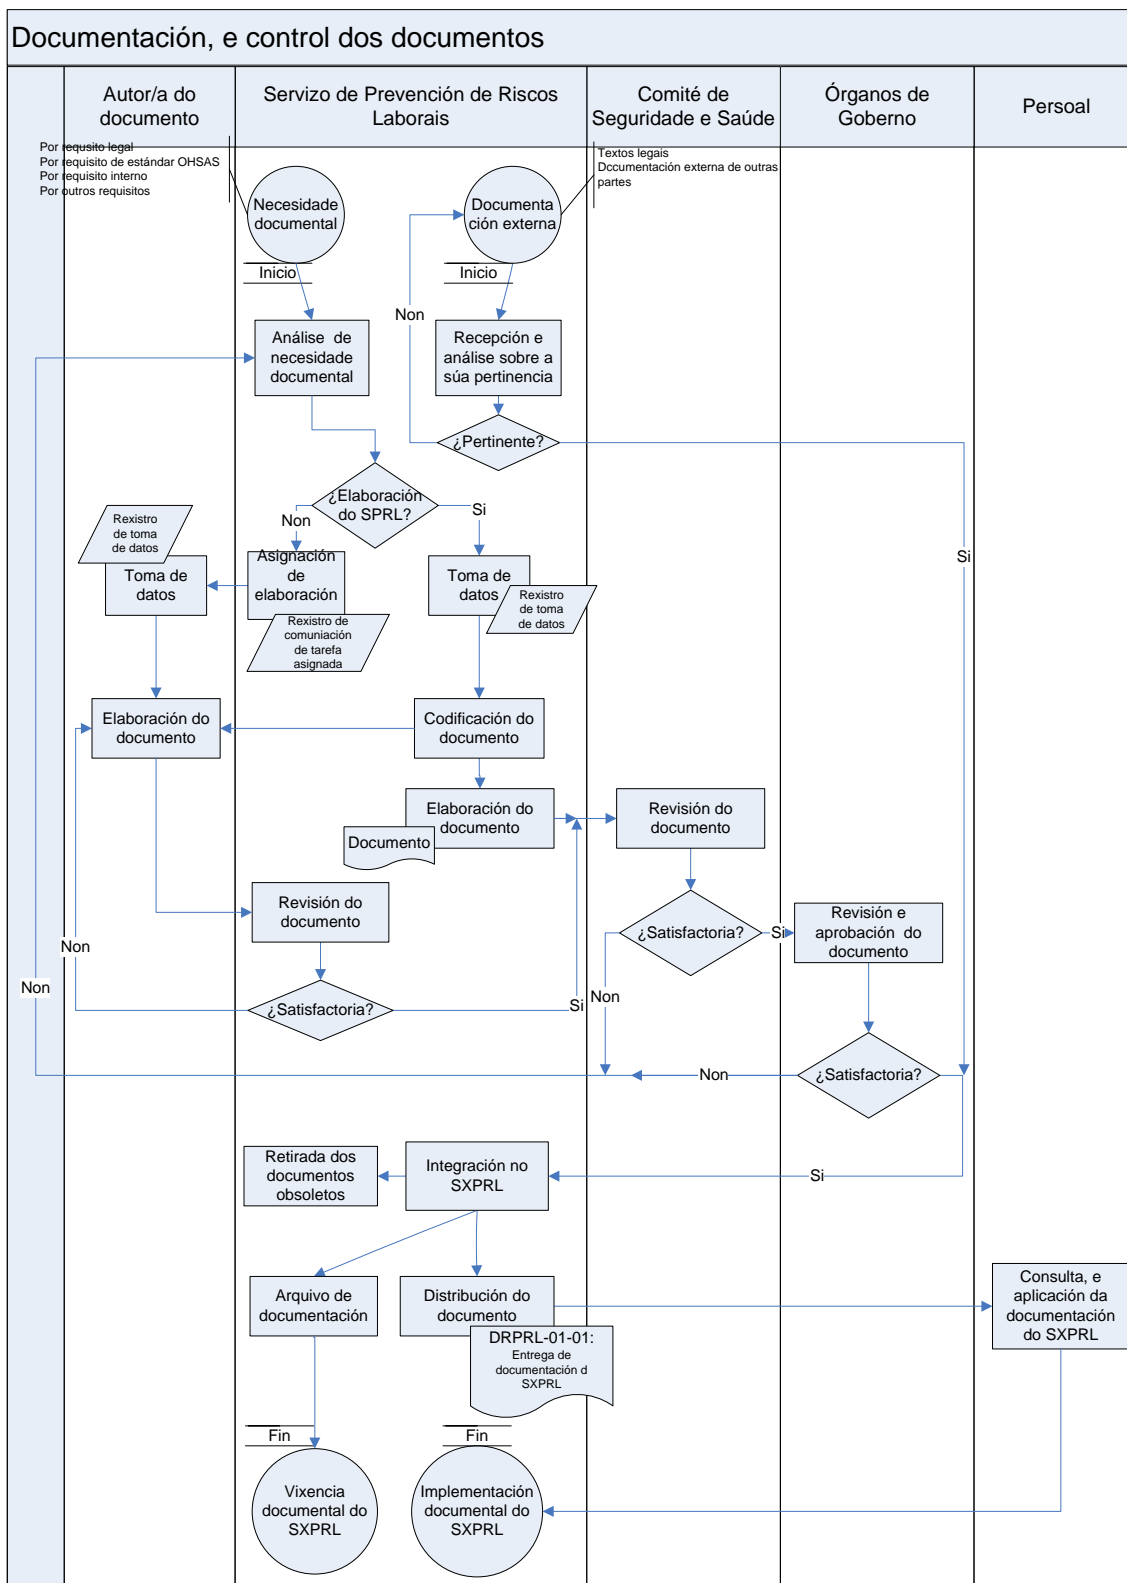 Documentación, e control dos documentos
Autor/a do
documento
Servizo de Prevención de Riscos
Laborais
Comité de
Seguridade e Saúde
Órganos de
Goberno
Persoal
Por requsito legal
Por requisito de estándar OHSAS
Por requisito interno
Por outros requisitos
Textos legais
Documentación externa de outras
partes
Necesidade
documental
Documenta
ción externa
Inicio
Inicio
Non
Análise de
necesidade
documental
Recepción e
análise sobre a
súa pertinencia
¿Pertinente?
¿Elaboración
do SPRL?
Non
Si
Rexistro
de toma
de datos
Toma de
datos
Asignación
de
elaboración
Rexistro de
comuniación
de tarefa
asignada
Toma de
datos
Rexistro
de toma
de datos
Si
Elaboración do
documento
Codificación do
documento
Elaboración do
documento
Documento
Revisión do
documento
Revisión do
documento
¿Satisfactoria?
Si
Revisión e
aprobación do
documento
Non
Non
¿Satisfactoria?
Si
Non
Non
¿Satisfactoria?
Retirada dos
documentos
obsoletos
Integración no
SXPRL
Si
Arquivo de
documentación
Distribución do
documento
DRPRL-01-01:
Entrega de
documentación d
SXPRL
Consulta, e
aplicación da
documentación
do SXPRL
Fin
Fin
Vixencia
documental do
SXPRL
Implementación
documental do
SXPRL